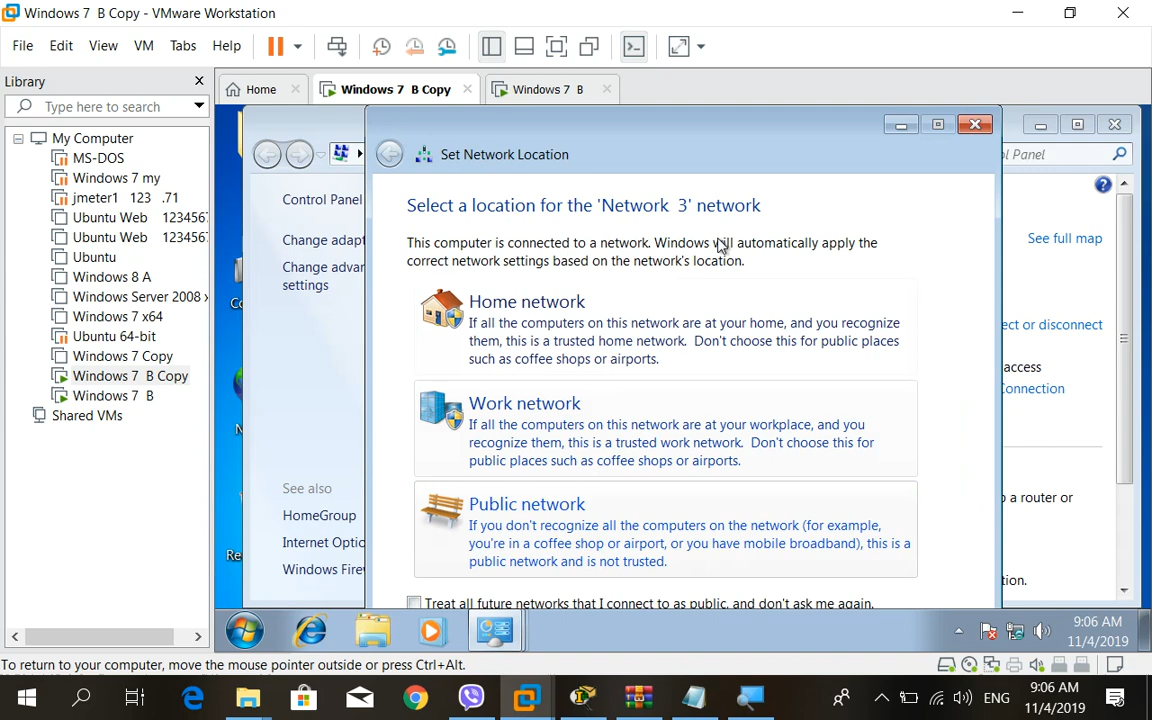 Windows 7 B Copy - VMware Workstation
File Edit View VM Tabs Help
Library
Type here to search
Home
Windows 7 B Copy
Windows 7 B
My Computer
MS-DOS
Windows 7 my
jmeter1 123 .71
Ubuntu Web 123456
Ubuntu Web 123456
Ubuntu
Windows 8 A
Windows Server 2008
Windows 7 x64
Ubuntu 64-bit
Windows 7 Copy
Windows 7 B Copy
Windows 7 B
Shared VMs
Control Panel
Change adapt
Change advan
settings
See also
HomeGroup
Internet Optio
Windows Firew
Set Network Location
Select a location for the 'Network 3' network
This computer is connected to a network. Windows will automatically apply the
correct network settings based on the network's location.
Home network
If all the computers on this network are at your home, and you recognize
them, this is a trusted home network. Don't choose this for public places
such as coffee shops or airports.
Work network
If all the computers on this network are at your workplace, and you
recognize them, this is a trusted work network. Don't choose this for
public places such as coffee shops or airports.
Public network
If you don't recognize all the computers on the network (for example,
you're in a coffee shop or airport, or you have mobile broadband), this is a
public network and is not trusted.
Treat all future networks that I connect to as public, and don't ask me again.
ol Panel
See full map
ect or disconnect
access
Connection
a router or
tion.
Co
N
Re
9:06 AM
11/4/2019
To return to your computer, move the mouse pointer outside or press Ctrl+Alt.
ENG
9:06 AM
11/4/2019